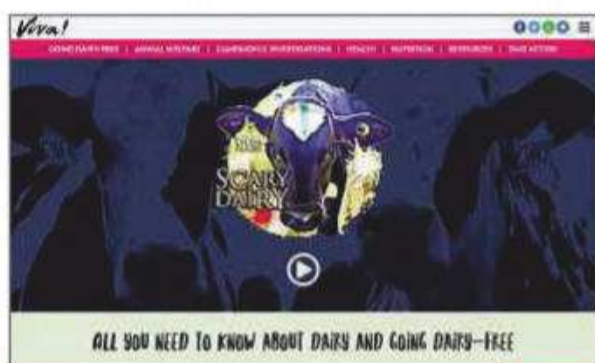 Viva!
GOING DAIRY-FREE | ANIMAL WELFARE | CAMPAIGNS & INVESTIGATIONS | HEALTH | NUTRITION | RESOURCES | TAKE ACTION
SCARY
DAIRY
ALL YOU NEED TO KNOW ABOUT DAIRY AND GOING DAIRY-FREE